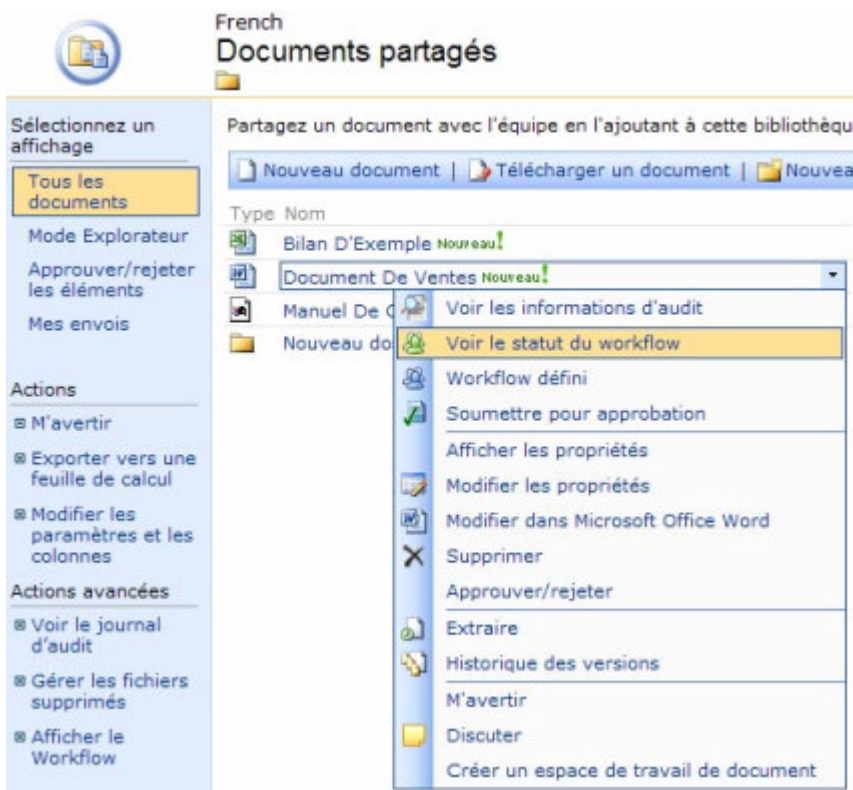 French
Documents partagés
Sélectionnez un
affichage
Tous les
documents
Mode Explorateur
Approuver/rejeter
les éléments
Mes envois
Actions
M'avertir
Exporter vers une
feuille de calcul
Modifier les
paramètres et les
colonnes
Actions avancées
Voir le journal
d'audit
Gérer les fichiers
supprimés
Afficher le
Workflow
Partagez un document avec l'équipe en l'ajoutant à cette bibliothèqu
Nouveau document | Télécharger un document | Nouvea
Type Nom
Bilan D'Exemple Nouveau!
Document De Ventes Nouveau!
Manuel De
Nouveau do
Voir les informations d'audit
Voir le statut du workflow
Workflow défini
Soumettre pour approbation
Afficher les propriétés
Modifier les propriétés
Modifier dans Microsoft Office Word
Supprimer
Approuver/rejeter
Extraire
Historique des versions
M'avertir
Discuter
Créer un espace de travail de document